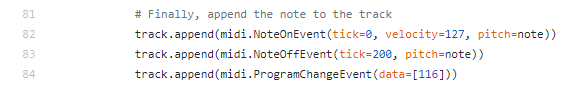 81 # Finally, append the note to the track
82 track.append(midi.NoteOnEvent(tick=0, velocity=127, pitch=note))
83 track.append(midi.NoteOffEvent(tick=200, pitch=note))
84 track.append(midi.ProgramChangeEvent(data=[116]))